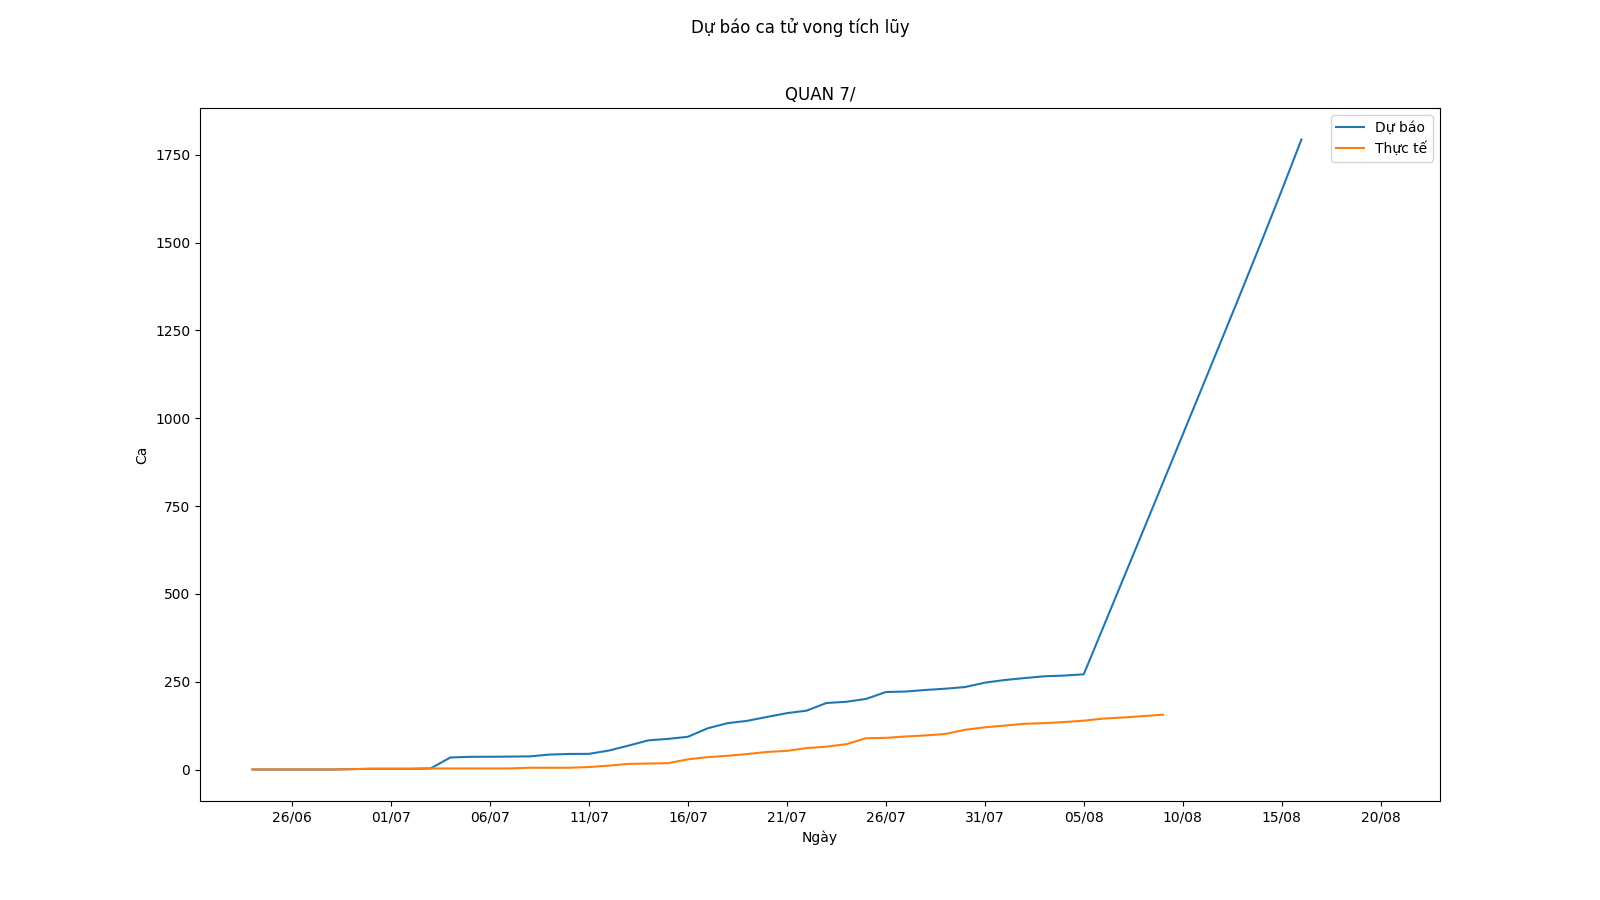 Dự báo ca tử vong tích lũy
QUAN 7/
Dự báo
Thực tế
1750
1500
1250
1000
750
500
250
0
Ca
26/06 01/07 06/07 11/07 16/07 21/07 26/07 31/07 05/08 10/08 15/08 20/08
Ngày